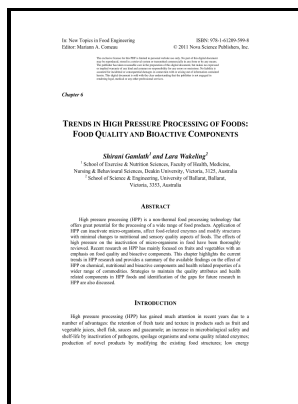 In: New Topics in Food Engineering ISBN: 978-1-61209-599-8
Editor: Mariann A. Comeau © 2011 Nova Science Publishers, Inc.
Chapter 6
TRENDS IN HIGH PRESSURE PROCESSING OF FOODS:
FOOD QUALITY AND BIOACTIVE COMPONENTS
Shirani Gamlath¹ and Lara Wakeling²
¹ School of Exercise & Nutrition Sciences, Faculty of Health, Medicine,
Nursing & Behavioural Sciences, Deakin University, Victoria, 3125, Australia
² School of Science & Engineering, University of Ballarat, Ballarat,
Victoria, 3353, Australia
ABSTRACT
High pressure processing (HPP) is a non-thermal food processing technology that
offers great potential for the processing of a wide range of food products. Application of
HPP can inactivate micro-organisms, affect food-related enzymes and modify structures
with minimal changes to nutritional and sensory quality aspects of foods. The effects of
high pressure on the inactivation of micro-organisms in food have been thoroughly
reviewed. Recent research on HPP has mainly focused on fruits and vegetables with an
emphasis on food quality and bioactive components. This chapter highlights the current
trends in HPP research and provides a summary of the available findings on the effect of
HPP on chemical, nutritional and bioactive components and health related properties of a
wider range of commodities. Strategies to maintain the quality attributes and health
related components in HPP foods and identification of the gaps for future research in
HPP are also discussed.
INTRODUCTION
High pressure processing (HPP) has gained much attention in recent years due to a
number of advantages: the retention of fresh taste and texture in products such as fruit and
vegetable juices, shell fish, sauces and guacamole; an increase in microbiological safety and
shelf-life by inactivation of pathogens, spoilage organisms and some quality related enzymes;
production of novel products by modifying the existing food structures; low energy